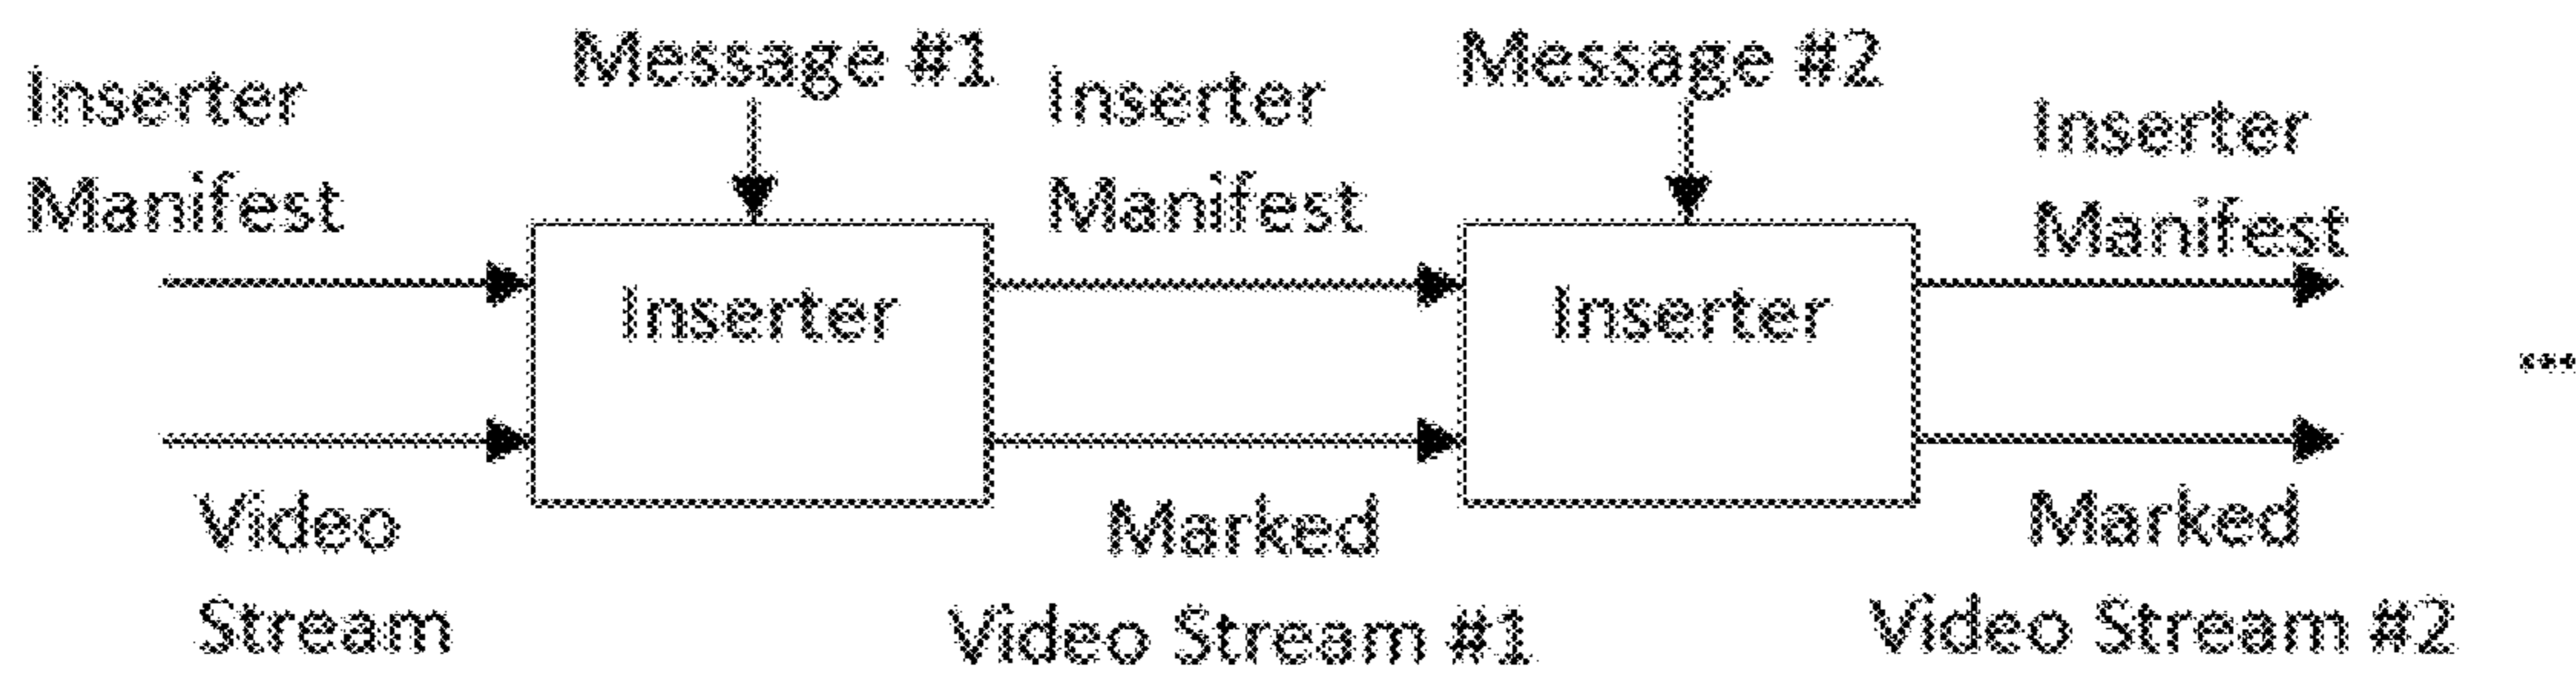 Message #1
Message #2
Inserter
Manifest
Inserter
Manifest
Inserter
Manifest
Inserter
Inserter
...
Video
Stream
Marked
Video Stream #1
Marked
Video Stream #2